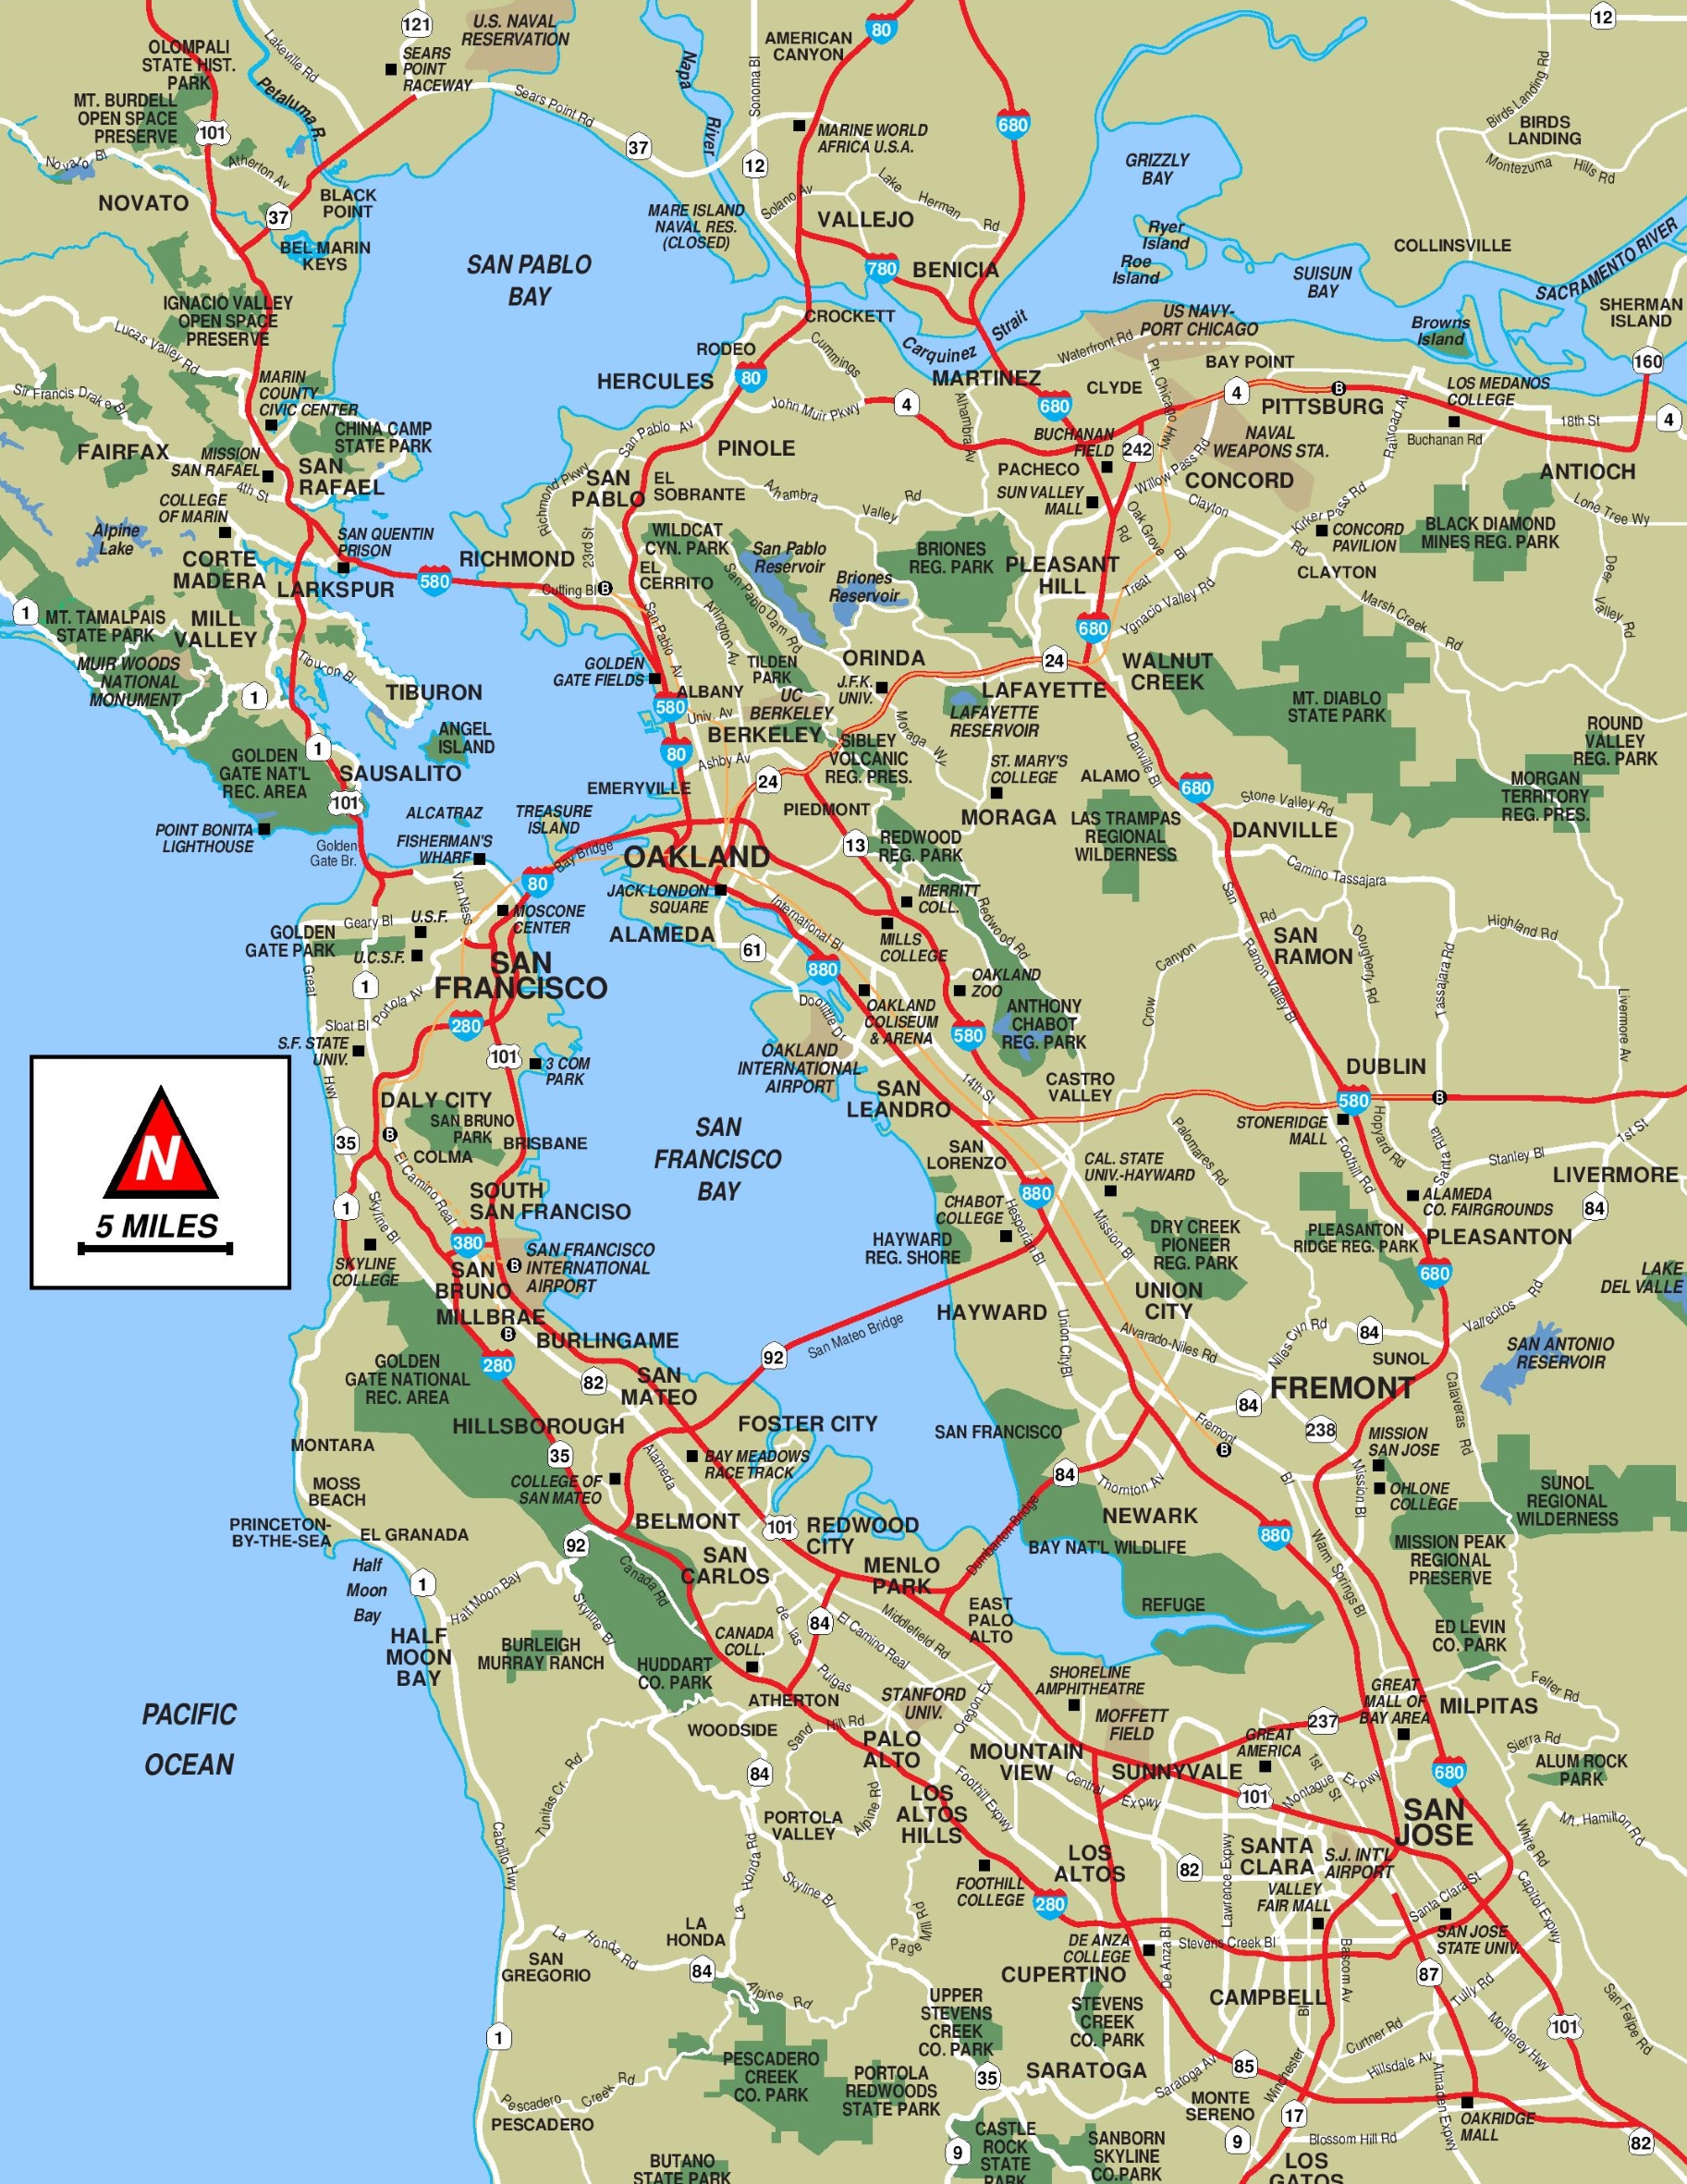 121
U.S. NAVAL
RESERVATION
AMERICAN
CANYON
80
12
OLOMPALI
STATE HIST.
PARK
Lakeville Rd
SEARS
POINT
RACEWAY
Napa
River
Sonoma Bl
Birds Landing Rd
MT. BURDELL
OPEN SPACE
PRESERVE
101
Petaluma R.
Sears Point Rd
37
12
MARINE WORLD
AFRICA U.S.A.
680
BIRDS
LANDING
Montezuma Hills Rd
Novato Bl
Atherton Av
GRIZZLY
BAY
NOVATO
BLACK
POINT
37
MARE ISLAND
NAVAL RES.
(CLOSED)
Solano Av
Lake Herman Rd
VALLEJO
Ryer
Island
Roe
Island
COLLINSVILLE
BEL MARIN
KEYS
SAN PABLO
BAY
780
BENICIA
SUISUN
BAY
SACRAMENTO RIVER
SHERMAN
ISLAND
IGNACIO VALLEY
OPEN SPACE
PRESERVE
CROCKETT
Carquinez Strait
US NAVY-
PORT CHICAGO
Browns
Island
Lucas Valley Rd
RODEO
Cummings
Waterfront Rd
BAY POINT
160
Sir Francis Drake Bl
MARIN
COUNTY
CIVIC CENTER
HERCULES
80
MARTINEZ
CLYDE
Pt. Chicago Hwy
4
B
PITTSBURG
LOS MEDANOS
COLLEGE
John Muir Pkwy
4
680
Alhambra Av
18th St
4
CHINA CAMP
STATE PARK
San Pablo Av
PINOLE
BUCHANAN
FIELD
242
NAVAL
WEAPONS STA.
Railroad Av
Buchanan Rd
FAIRFAX
MISSION
SAN RAFAEL
SAN
RAFAEL
4th St
Richmond Pkwy
SAN
PABLO
EL
SOBRANTE
PACHECO
Willow Pass Rd
CONCORD
ANTIOCH
COLLEGE
OF MARIN
Alhambra Valley Rd
SUN VALLEY
MALL
Clayton Rd
Kirker Pass Rd
Lone Tree Wy
Alpine
Lake
SAN QUENTIN
PRISON
23rd St
WILDCAT
CYN. PARK
San Pablo
Reservoir
BRIONES
REG. PARK
Oak Grove Rd
CONCORD
PAVILION
BLACK DIAMOND
MINES REG. PARK
CORTE
MADERA
LARKSPUR
580
RICHMOND
Cutting Bl
B
EL
CERRITO
San Pablo Dam Rd
Briones
Reservoir
PLEASANT
HILL
Treat Bl
CLAYTON
Deer Valley Rd
1
MT. TAMALPAIS
STATE PARK
MILL
VALLEY
San Pablo Av
Arlington Av
680
Ygnacio Valley Rd
Marsh Creek Rd
MUIR WOODS
NATIONAL
MONUMENT
Tiburon Bl
GOLDEN
GATE FIELDS
TILDEN
PARK
ORINDA
J.F.K.
UNIV.
24
WALNUT
CREEK
1
TIBURON
ALBANY
580
Univ. Av
UC
BERKELEY
LAFAYETTE
LAFAYETTE
RESERVOIR
MT. DIABLO
STATE PARK
ANGEL
ISLAND
BERKELEY
80
Ashby Av
SIBLEY
VOLCANIC
REG. PRES.
Moraga Wy
Danville Bl
ROUND
VALLEY
REG. PARK
GOLDEN
GATE NAT'L
REC. AREA
1
SAUSALITO
101
EMERYVILLE
24
ST. MARY'S
COLLEGE
ALAMO
680
MORGAN
TERRITORY
REG. PRES.
Stone Valley Rd
POINT BONITA
LIGHTHOUSE
ALCATRAZ
TREASURE
ISLAND
PIEDMONT
MORAGA
LAS TRAMPAS
REGIONAL
WILDERNESS
DANVILLE
Golden
Gate Br.
FISHERMAN'S
WHARF
Bay Bridge
OAKLAND
13
REDWOOD
REG. PARK
Camino Tassajara
80
Van Ness
JACK LONDON
SQUARE
MERRITT
COLL.
Redwood Rd
Geary Bl
U.S.F.
MOSCONE
CENTER
International Bl
GOLDEN
GATE PARK
U.C.S.F.
ALAMEDA
61
MILLS
COLLEGE
SAN
RAMON
Highland Rd
SAN
FRANCISCO
880
OAKLAND
ZOO
Crow Canyon Rd
San Ramon Valley Bl
Dougherty Rd
Tassajara Rd
Livermore Av
Great Hwy
1
Portola Av
Doolittle Dr
OAKLAND
COLISEUM
& ARENA
ANTHONY
CHABOT
REG. PARK
Sloat Bl
280
580
S.F. STATE
UNIV.
101
3 COM
PARK
OAKLAND
INTERNATIONAL
AIRPORT
DUBLIN
N
5 MILES
DALY CITY
SAN
LEANDRO
14th St
CASTRO
VALLEY
580
B
35
B
SAN BRUNO
PARK
COLMA
BRISBANE
SAN
FRANCISCO
BAY
STONERIDGE
MALL
Hopyard Rd
Santa Rita
1st St
SAN
LORENZO
CAL. STATE
UNIV.-HAYWARD
Palomares Rd
Foothill Rd
Stanley Bl
LIVERMORE
El Camino Real
1
Skyline Bl
SOUTH
SAN FRANCISO
CHABOT
COLLEGE
880
Hesperian Bl
ALAMEDA
CO. FAIRGROUNDS
84
HAYWARD
REG. SHORE
Mission Bl
DRY CREEK
PIONEER
REG. PARK
PLEASANTON
RIDGE REG. PARK
PLEASANTON
SKYLINE
COLLEGE
380
SAN FRANCISCO
INTERNATIONAL
AIRPORT
B
680
LAKE
DEL VALLE
SAN
BRUNO
MILLBRAE
B
BURLINGAME
HAYWARD
UNION
CITY
Union City Bl
Alvarado-Niles Rd
Niles Cyn Rd
84
Vallecitos Rd
SAN ANTONIO
RESERVOIR
GOLDEN
GATE NATIONAL
REC. AREA
280
82
92
San Mateo Bridge
SUNOL
SAN
MATEO
FREMONT
84
Calaveras Rd
HILLSBOROUGH
FOSTER CITY
SAN FRANCISCO
Fremont Bl
B
238
MISSION
SAN JOSE
MONTARA
35
Alameda
BAY MEADOWS
RACE TRACK
84
Thornton Av
Mission Bl
OHLONE
COLLEGE
SUNOL
REGIONAL
WILDERNESS
MOSS
BEACH
COLLEGE OF
SAN MATEO
NEWARK
PRINCETON-
BY-THE-SEA
EL GRANADA
BELMONT
101
REDWOOD
CITY
Dumbarton Bridge
BAY NAT'L WILDLIFE
880
Warm Springs Bl
MISSION PEAK
REGIONAL
PRESERVE
Half
Moon
Bay
92
SAN
CARLOS
MENLO
PARK
1
Half Moon Bay
Canada Rd
EAST
PALO
ALTO
REFUGE
Skyline Bl
de las Pulgas
84
El Camino Real
Middlefield Rd
ED LEVIN
CO. PARK
HALF
MOON
BAY
BURLEIGH
MURRAY RANCH
HUDDART
CO. PARK
CANADA
COLL.
SHORELINE
AMPHITHEATRE
Felter Rd
PACIFIC
OCEAN
ATHERTON
STANFORD
UNIV.
Oregon Ex
MOFFETT
FIELD
237
GREAT
MALL OF
BAY AREA
MILPITAS
WOODSIDE
Sand Hill Rd
PALO
ALTO
MOUNTAIN
VIEW
SUNNYVALE
GREAT
AMERICA
Sierra Rd
ALUM ROCK
PARK
84
Tunitas Cr. Rd
Alpine Rd
Foothill Expwy
Central Expwy
101
1st St
Montague Expwy
680
PORTOLA
VALLEY
LOS
ALTOS
HILLS
SAN
JOSE
Mt. Hamilton Rd
Cabrillo Hwy
La Honda Rd
Skyline Bl
FOOTHILL
COLLEGE
LOS
ALTOS
82
Lawrence Expwy
SANTA
CLARA
S.J. INT'L
AIRPORT
White Rd
280
VALLEY
FAIR MALL
Santa Clara St
Capitol Expwy
LA
HONDA
Page Mill Rd
DE ANZA
COLLEGE
De Anza Bl
Stevens Creek Bl
Bascom Av
SAN JOSE
STATE UNIV.
La Honda Rd
SAN
GREGORIO
84
CUPERTINO
87
Tully Rd
Alpine Rd
UPPER
STEVENS
CREEK
CO. PARK
STEVENS
CREEK
CO. PARK
CAMPBELL
San Felipe Rd
1
Curtner Rd
Monterey Hwy
101
PESCADERO
CREEK
CO. PARK
PORTOLA
REDWOODS
STATE PARK
35
SARATOGA
Saratoga Av
85
Winchester Bl
Hillsdale Av
Almaden Expwy
Pescadero Creek Rd
PESCADERO
MONTE
SERENO
17
OAKRIDGE
MALL
BUTANO
STATE PARK
9
CASTLE
ROCK
STATE
PARK
SANBORN
SKYLINE
CO.PARK
9
Blossom Hill Rd
82
LOS
GATOS